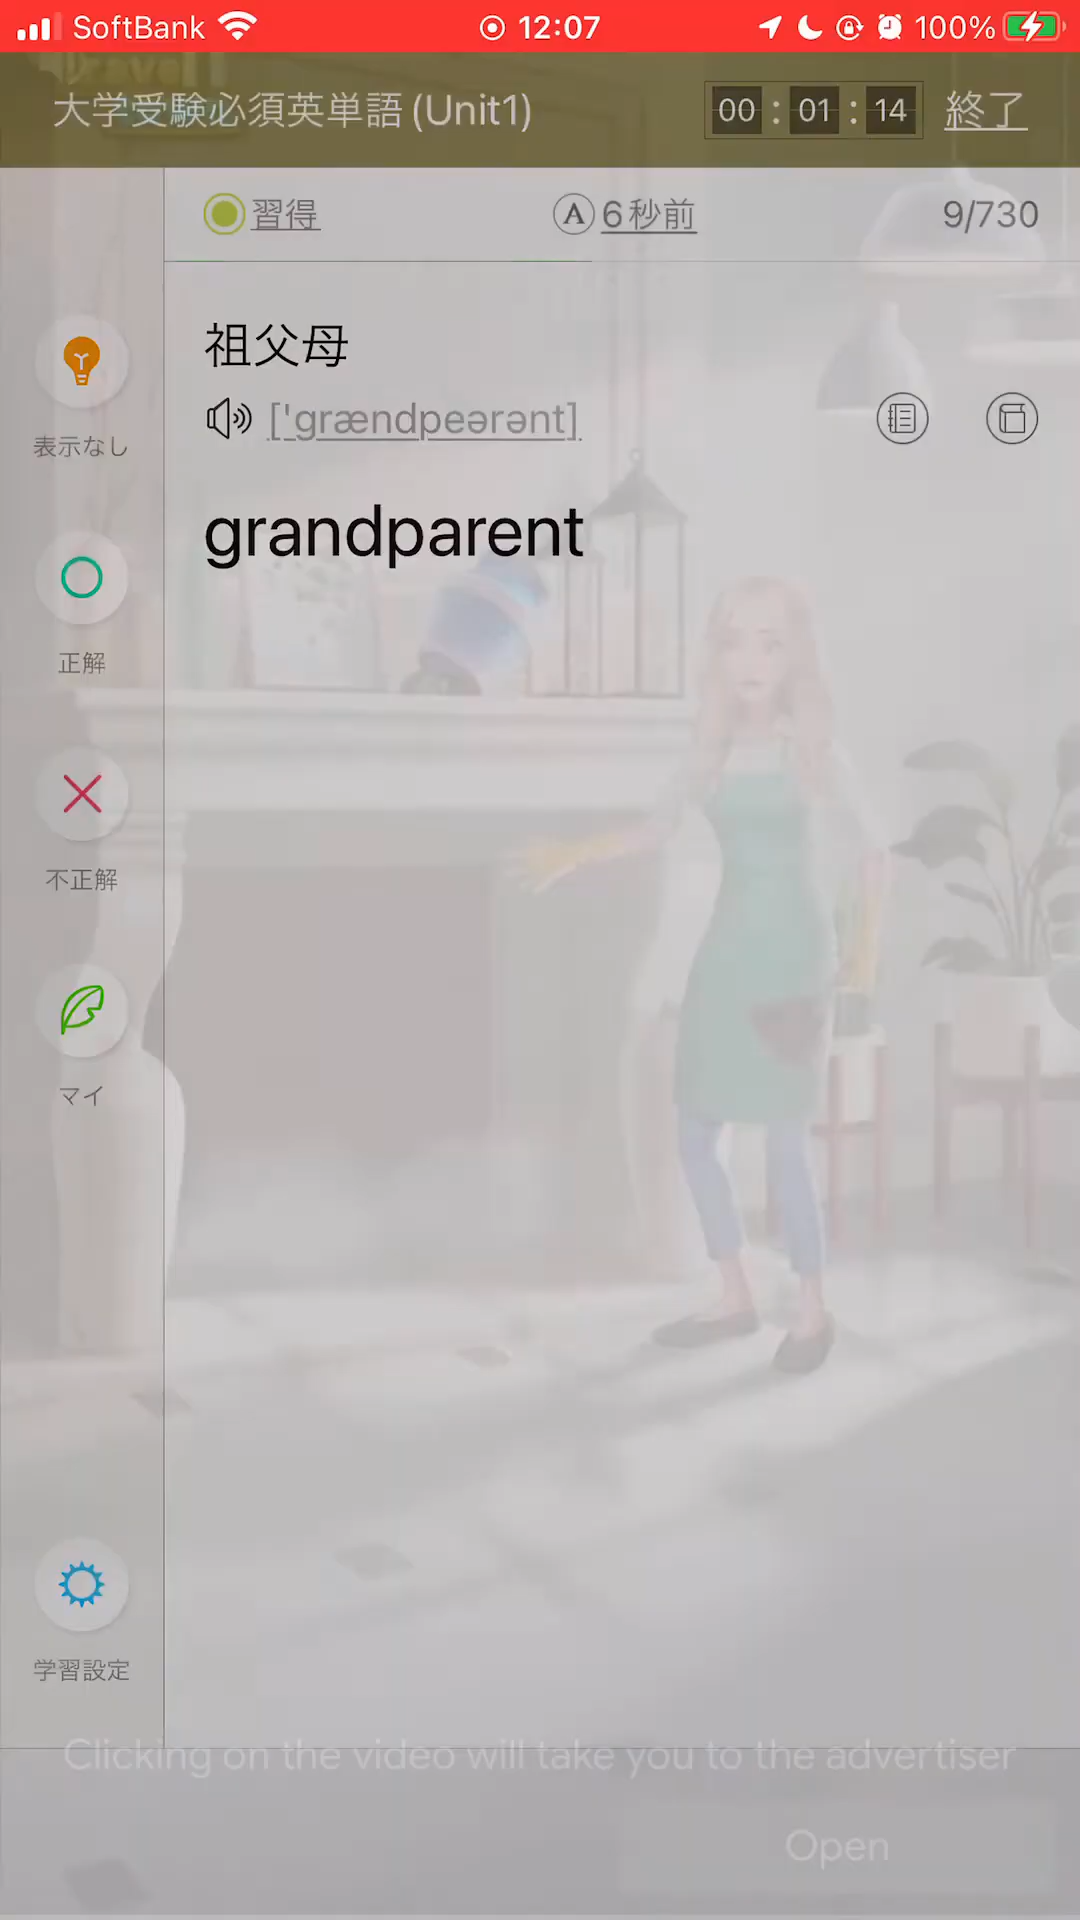 SoftBank 12:07 100%
Travel
大学受験必須英単語 (Unit1) 00 : 01 : 14 終了
習得 A 6秒前 9/730
祖父母
['grændpeərənt]
grandparent
表示なし
正解
不正解
マイ
学習設定
Clicking on the video will take you to the advertiser
Open